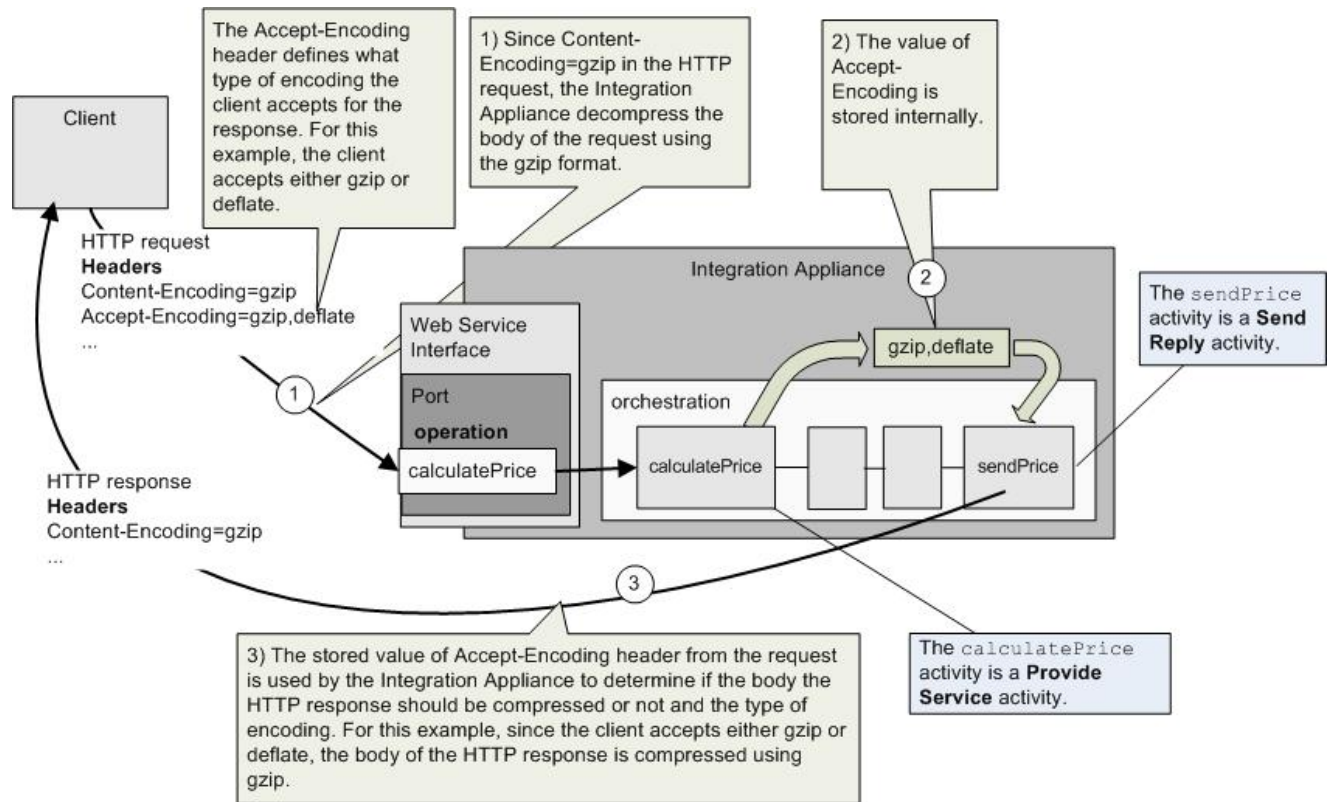 The Accept-Encoding
header defines what
type of encoding the
client accepts for the
response. For this
example, the client
accepts either gzip or
deflate.
1) Since Content-
Encoding=gzip in the HTTP
request, the Integration
Appliance decompress the
body of the request using
the gzip format.
2) The value of
Accept-
Encoding is
stored internally.
Client
HTTP request
Headers
Content-Encoding=gzip
Accept-Encoding=gzip,deflate
...
Integration Appliance
2
The sendPrice
activity is a Send
Reply activity.
Web Service
Interface
gzip,deflate
1
Port
operation
calculatePrice
orchestration
calculatePrice
sendPrice
HTTP response
Headers
Content-Encoding=gzip
...
3
3) The stored value of Accept-Encoding header from the request
is used by the Integration Appliance to determine if the body the
HTTP response should be compressed or not and the type of
encoding. For this example, since the client accepts either gzip or
deflate, the body of the HTTP response is compressed using
gzip.
The calculatePrice
activity is a Provide
Service activity.